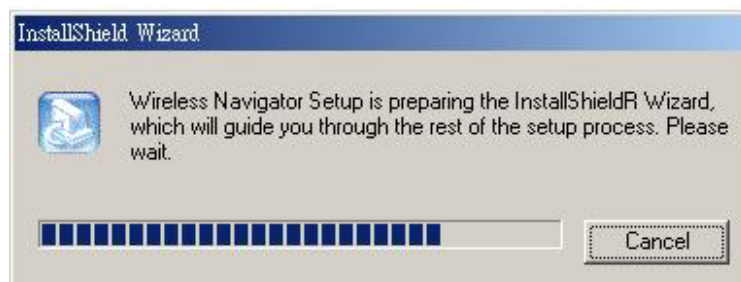 InstallShield Wizard
Wireless Navigator Setup is preparing the InstallShieldR Wizard,
which will guide you through the rest of the setup process. Please
wait.
Cancel